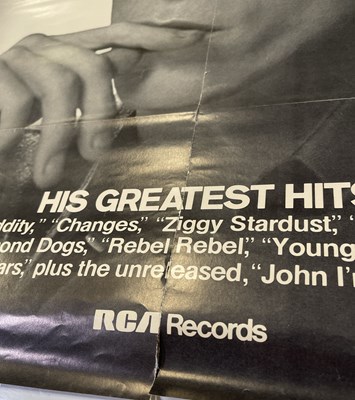 HIS GREATEST HITS
ddity," "Changes," "Ziggy Stardust," "
ond Dogs," "Rebel Rebel," "Young
ars," plus the unreleased, "John I'
RCA Records